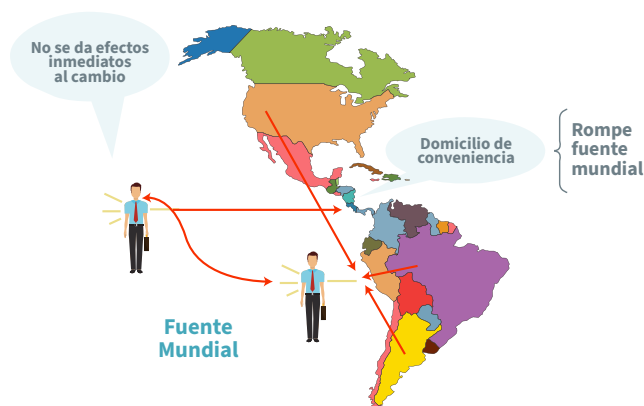 No se da efectos
inmediatos
al cambio
Domicilio de
conveniencia
Rompe
fuente
mundial
Fuente
Mundial